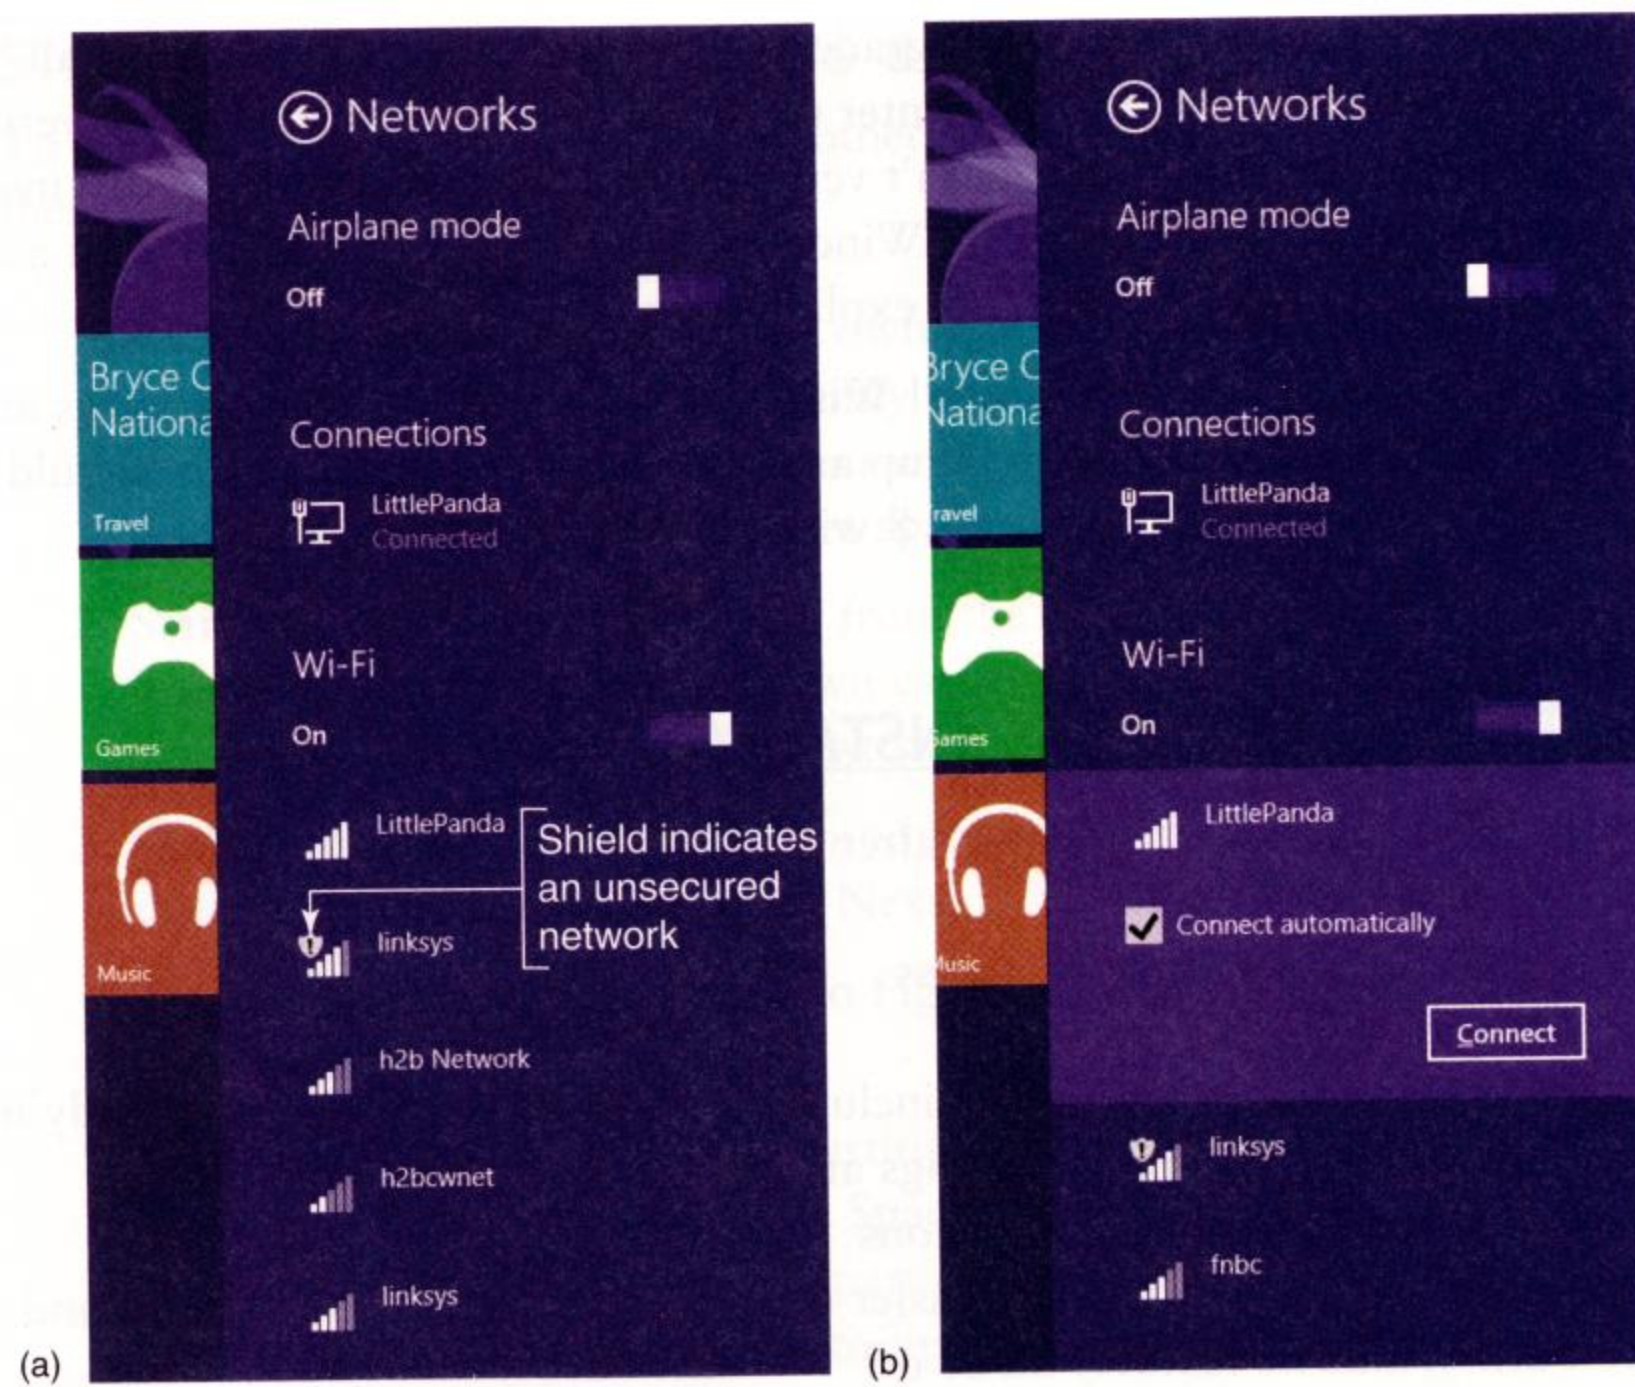 Networks
Airplane mode
Off
Bryce C
Nationa
Travel
Connections
LittlePanda
Connected
Wi-Fi
On
Games
LittlePanda
Shield indicates
an unsecured
network
linksys
Music
h2b Network
h2bcwnet
linksys
(a)
Networks
Airplane mode
Off
Bryce C
Nationa
ravel
Connections
LittlePanda
Connected
Wi-Fi
On
Games
LittlePanda
Connect automatically
Music
Connect
linksys
fnbc
(b)